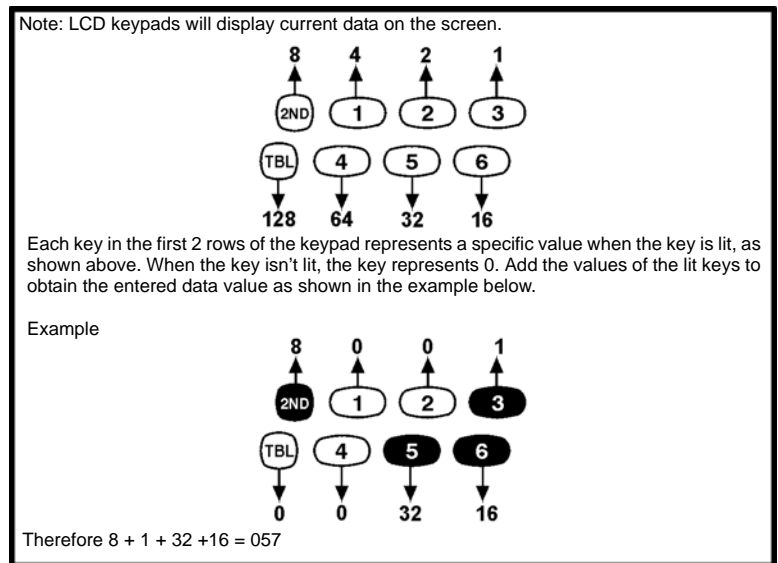 Note: LCD keypads will display current data on the screen.
8 4 2 1
2ND 1 2 3
TBL 4 5 6
128 64 32 16
Each key in the first 2 rows of the keypad represents a specific value when the key is lit, as
shown above. When the key isn't lit, the key represents 0. Add the values of the lit keys to
obtain the entered data value as shown in the example below.
Example
8 0 0 1
2ND 1 2 3
TBL 4 5 6
0 0 32 16
Therefore 8 + 1 + 32 +16 = 057